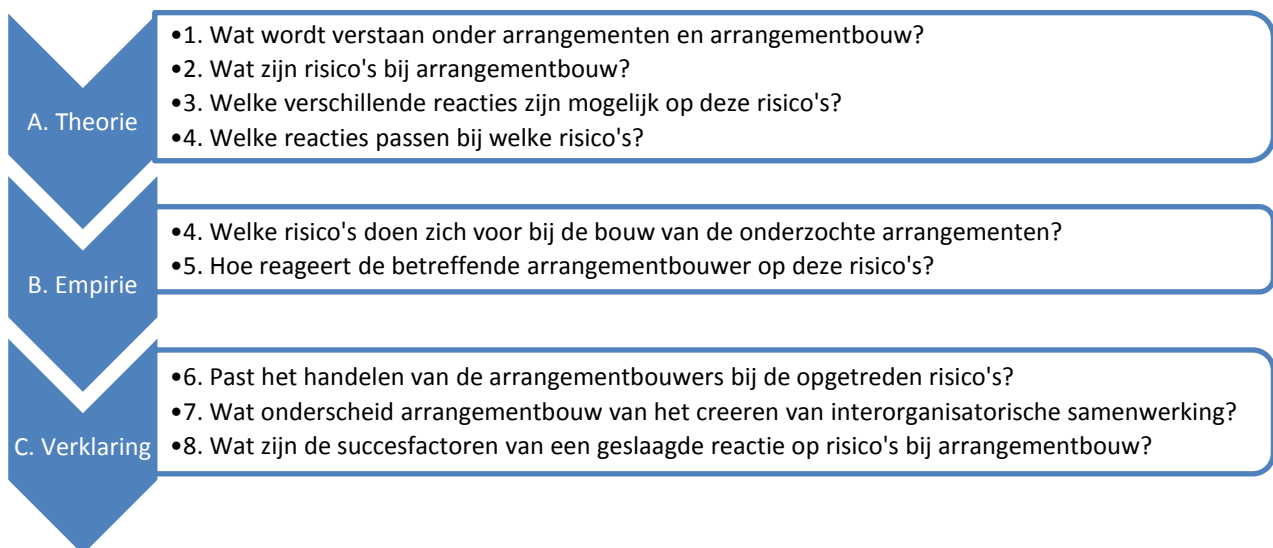 A. Theorie
•1. Wat wordt verstaan onder arrangementen en arrangementbouw?
•2. Wat zijn risico's bij arrangementbouw?
•3. Welke verschillende reacties zijn mogelijk op deze risico's?
•4. Welke reacties passen bij welke risico's?
B. Empirie
•4. Welke risico's doen zich voor bij de bouw van de onderzochte arrangementen?
•5. Hoe reageert de betreffende arrangementbouwer op deze risico's?
C. Verklaring
•6. Past het handelen van de arrangementbouwers bij de opgetreden risico's?
•7. Wat onderscheid arrangementbouw van het creeren van interorganisatorische samenwerking?
•8. Wat zijn de succesfactoren van een geslaagde reactie op risico's bij arrangementbouw?